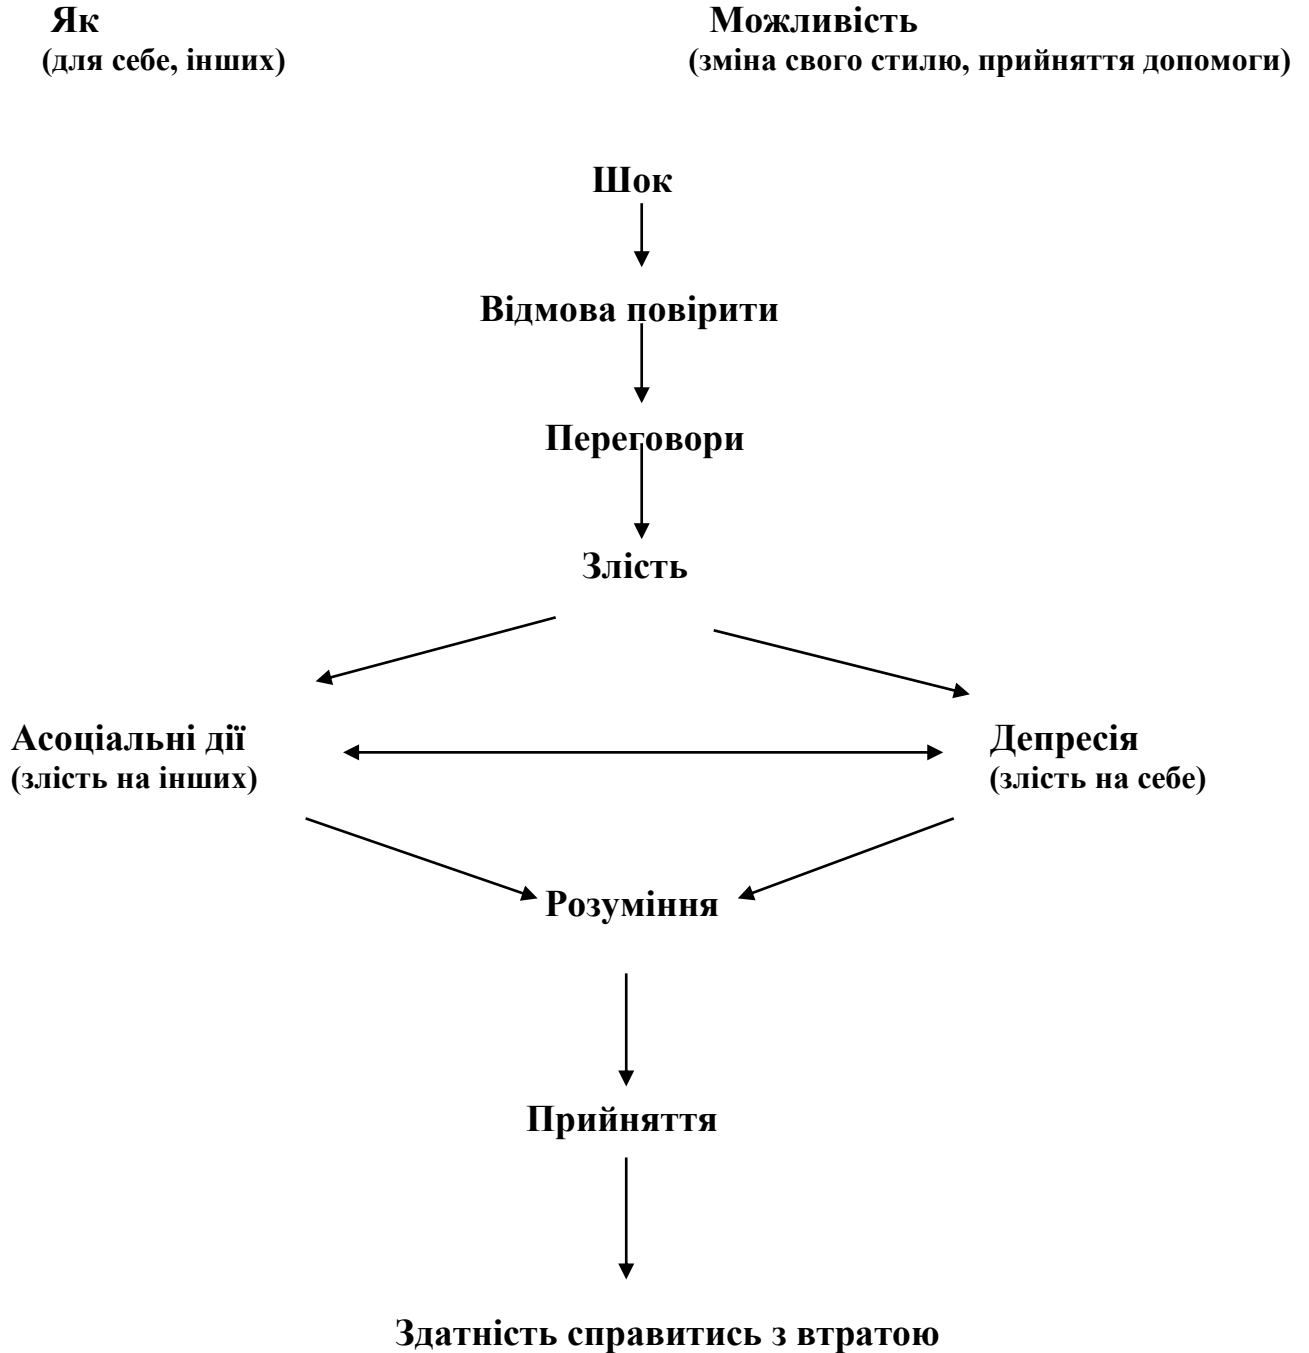 Як
Можливість
(для себе, інших)
(зміна свого стилю, прийняття допомоги)
Шок
Відмова повірити
Переговори
Злість
Асоціальні дії
Депресія
(злість на інших)
(злість на себе)
Розуміння
Прийняття
Здатність справитись з втратою